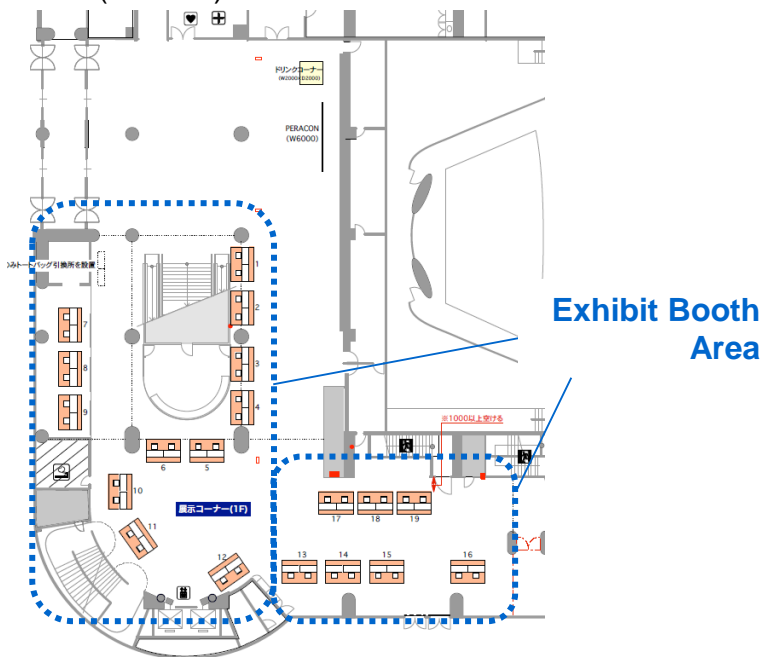 ドリンクコーナー
(W2000×D2000)
PERACON
(W6000)
みトートバッグ引換所を設置
1
2
3
4
7
8
9
6
5
10
11
12
展示コーナー(1F)
Exhibit Booth
Area
※1000以上空ける
17
18
19
13
14
15
16